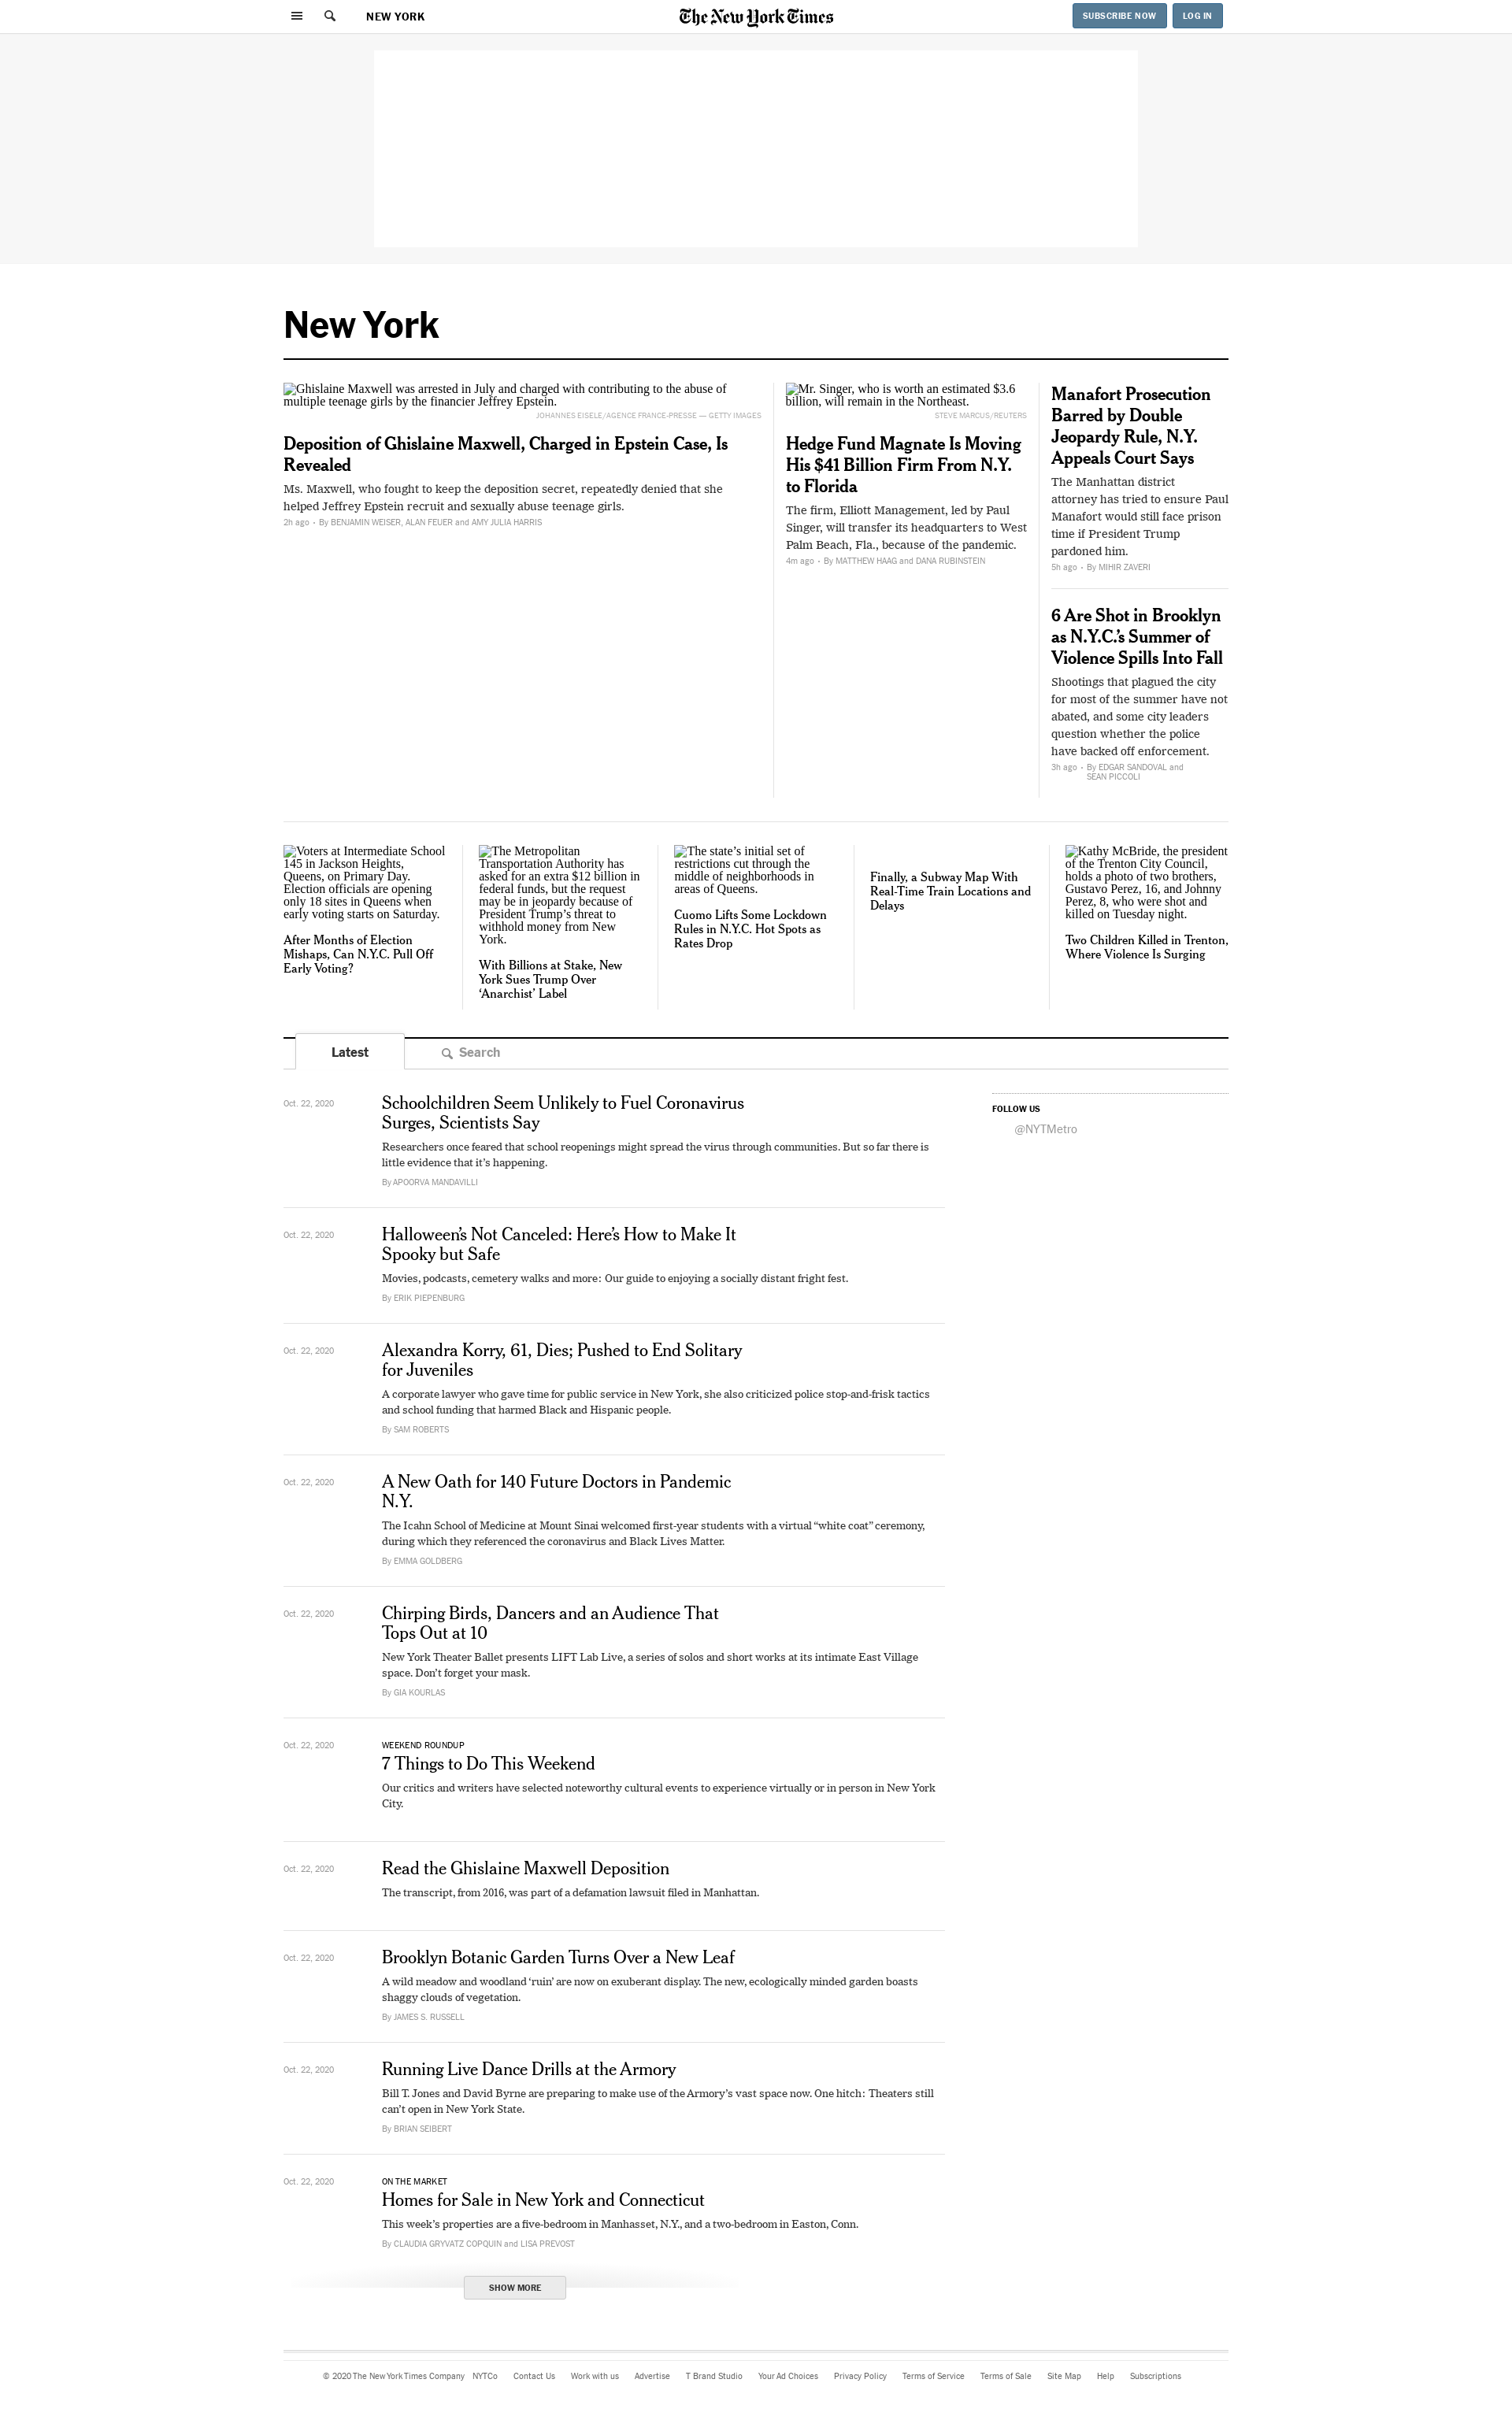 NEW YORK
The New York Times
SUBSCRIBE NOW
LOG IN
New York
Ghislaine Maxwell was arrested in July and charged with contributing to the abuse of
multiple teenage girls by the financier Jeffrey Epstein.
JOHANNES EISELE/AGENCE FRANCE-PRESSE — GETTY IMAGES
Deposition of Ghislaine Maxwell, Charged in Epstein Case, Is
Revealed
Ms. Maxwell, who fought to keep the deposition secret, repeatedly denied that she
helped Jeffrey Epstein recruit and sexually abuse teenage girls.
2h ago • By BENJAMIN WEISER, ALAN FEUER and AMY JULIA HARRIS
Mr. Singer, who is worth an estimated $3.6
billion, will remain in the Northeast.
STEVE MARCUS/REUTERS
Hedge Fund Magnate Is Moving
His $41 Billion Firm From N.Y.
to Florida
The firm, Elliott Management, led by Paul
Singer, will transfer its headquarters to West
Palm Beach, Fla., because of the pandemic.
4m ago • By MATTHEW HAAG and DANA RUBINSTEIN
Manafort Prosecution
Barred by Double
Jeopardy Rule, N.Y.
Appeals Court Says
The Manhattan district
attorney has tried to ensure Paul
Manafort would still face prison
time if President Trump
pardoned him.
5h ago • By MIHIR ZAVERI
6 Are Shot in Brooklyn
as N.Y.C.’s Summer of
Violence Spills Into Fall
Shootings that plagued the city
for most of the summer have not
abated, and some city leaders
question whether the police
have backed off enforcement.
3h ago • By EDGAR SANDOVAL and
SEAN PICCOLI
Voters at Intermediate School
145 in Jackson Heights,
Queens, on Primary Day.
Election officials are opening
only 18 sites in Queens when
early voting starts on Saturday.
After Months of Election
Mishaps, Can N.Y.C. Pull Off
Early Voting?
The Metropolitan
Transportation Authority has
asked for an extra $12 billion in
federal funds, but the request
may be in jeopardy because of
President Trump’s threat to
withhold money from New
York.
With Billions at Stake, New
York Sues Trump Over
‘Anarchist’ Label
The state’s initial set of
restrictions cut through the
middle of neighborhoods in
areas of Queens.
Cuomo Lifts Some Lockdown
Rules in N.Y.C. Hot Spots as
Rates Drop
Finally, a Subway Map With
Real-Time Train Locations and
Delays
Kathy McBride, the president
of the Trenton City Council,
holds a photo of two brothers,
Gustavo Perez, 16, and Johnny
Perez, 8, who were shot and
killed on Tuesday night.
Two Children Killed in Trenton,
Where Violence Is Surging
Latest
Search
Oct. 22, 2020
Schoolchildren Seem Unlikely to Fuel Coronavirus
Surges, Scientists Say
Researchers once feared that school reopenings might spread the virus through communities. But so far there is
little evidence that it’s happening.
By APOORVA MANDAVILLI
FOLLOW US
@NYTMetro
Oct. 22, 2020
Halloween’s Not Canceled: Here’s How to Make It
Spooky but Safe
Movies, podcasts, cemetery walks and more: Our guide to enjoying a socially distant fright fest.
By ERIK PIEPENBURG
Oct. 22, 2020
Alexandra Korry, 61, Dies; Pushed to End Solitary
for Juveniles
A corporate lawyer who gave time for public service in New York, she also criticized police stop-and-frisk tactics
and school funding that harmed Black and Hispanic people.
By SAM ROBERTS
Oct. 22, 2020
A New Oath for 140 Future Doctors in Pandemic
N.Y.
The Icahn School of Medicine at Mount Sinai welcomed first-year students with a virtual “white coat” ceremony,
during which they referenced the coronavirus and Black Lives Matter.
By EMMA GOLDBERG
Oct. 22, 2020
Chirping Birds, Dancers and an Audience That
Tops Out at 10
New York Theater Ballet presents LIFT Lab Live, a series of solos and short works at its intimate East Village
space. Don’t forget your mask.
By GIA KOURLAS
Oct. 22, 2020
WEEKEND ROUNDUP
7 Things to Do This Weekend
Our critics and writers have selected noteworthy cultural events to experience virtually or in person in New York
City.
Oct. 22, 2020
Read the Ghislaine Maxwell Deposition
The transcript, from 2016, was part of a defamation lawsuit filed in Manhattan.
Oct. 22, 2020
Brooklyn Botanic Garden Turns Over a New Leaf
A wild meadow and woodland ‘ruin’ are now on exuberant display. The new, ecologically minded garden boasts
shaggy clouds of vegetation.
By JAMES S. RUSSELL
Oct. 22, 2020
Running Live Dance Drills at the Armory
Bill T. Jones and David Byrne are preparing to make use of the Armory’s vast space now. One hitch: Theaters still
can’t open in New York State.
By BRIAN SEIBERT
Oct. 22, 2020
ON THE MARKET
Homes for Sale in New York and Connecticut
This week’s properties are a five-bedroom in Manhasset, N.Y., and a two-bedroom in Easton, Conn.
By CLAUDIA GRYVATZ COPQUIN and LISA PREVOST
SHOW MORE
© 2020 The New York Times Company NYTCo Contact Us Work with us Advertise T Brand Studio Your Ad Choices Privacy Policy Terms of Service Terms of Sale Site Map Help Subscriptions